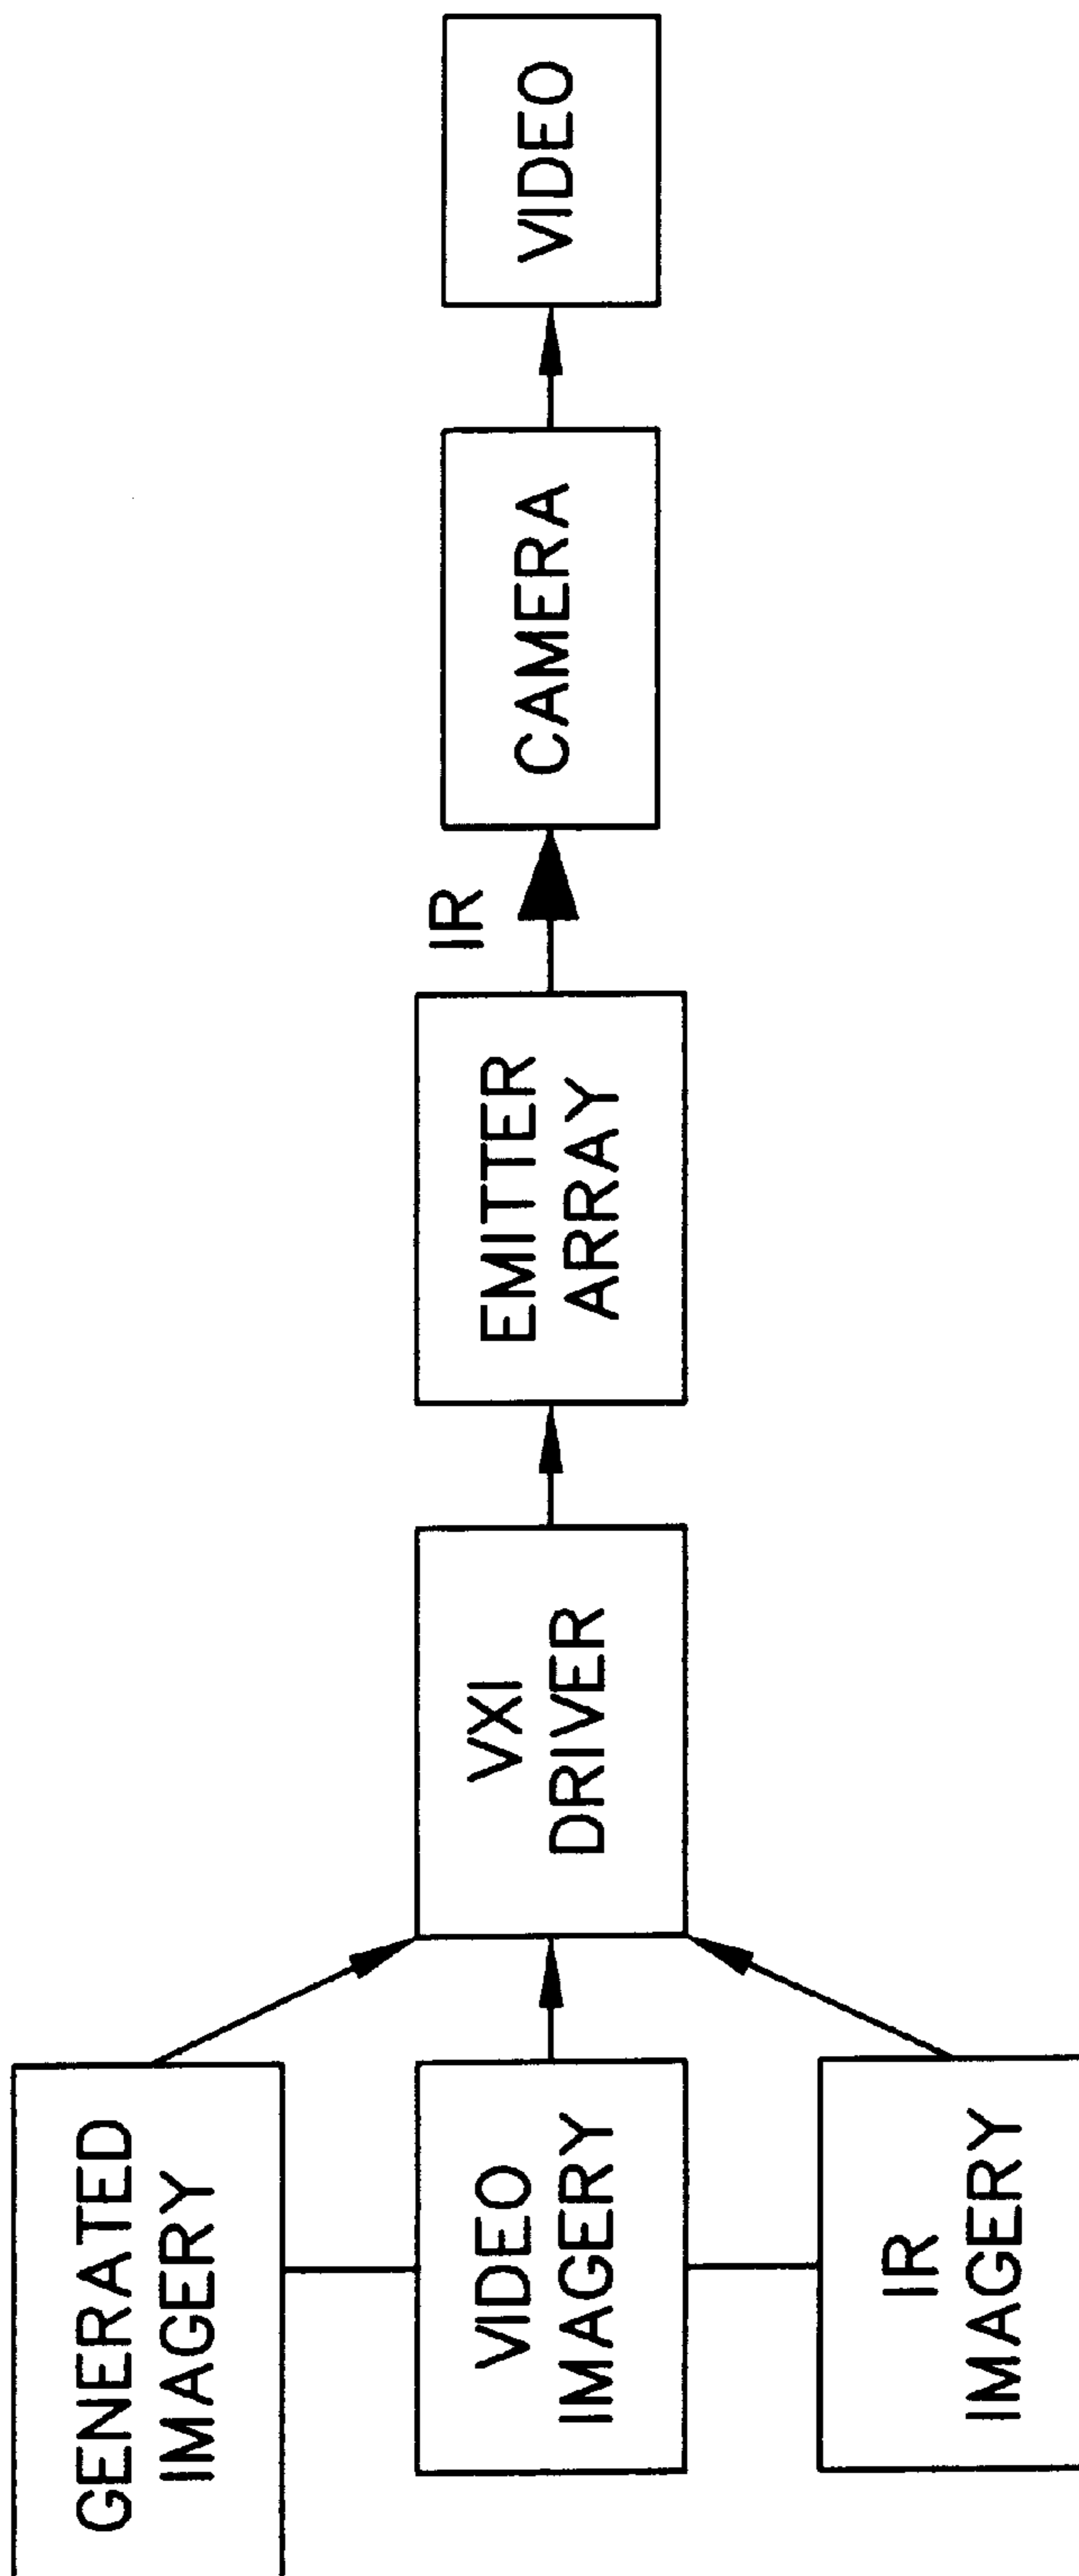 GENERATED
IMAGERY
VIDEO
IMAGERY
IR
IMAGERY
VXI
DRIVER
EMITTER
ARRAY
IR
CAMERA
VIDEO